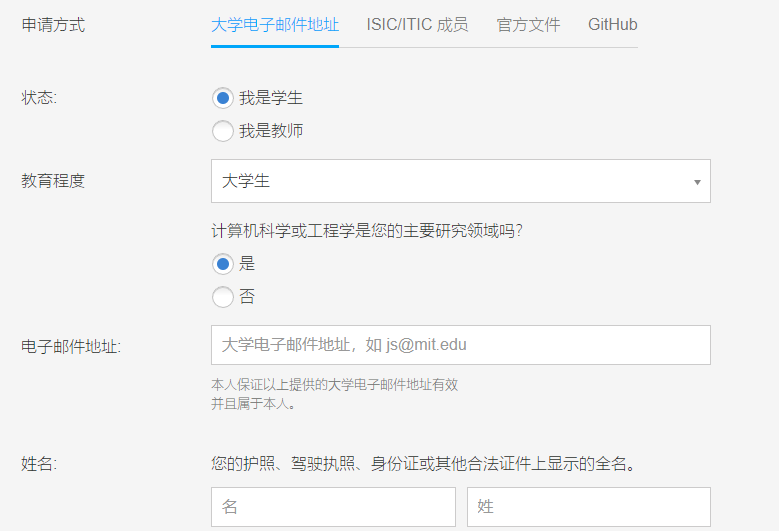 申请方式 大学电子邮件地址 ISIC/ITIC 成员 官方文件 GitHub
状态: 我是学生
我是教师
教育程度 大学生
计算机科学或工程学是您的主要研究领域吗?
是
否
电子邮件地址: 大学电子邮件地址，如 js@mit.edu
本人保证以上提供的大学电子邮件地址有效
并且属于本人。
姓名: 您的护照、驾驶执照、身份证或其他合法证件上显示的全名。
名 姓